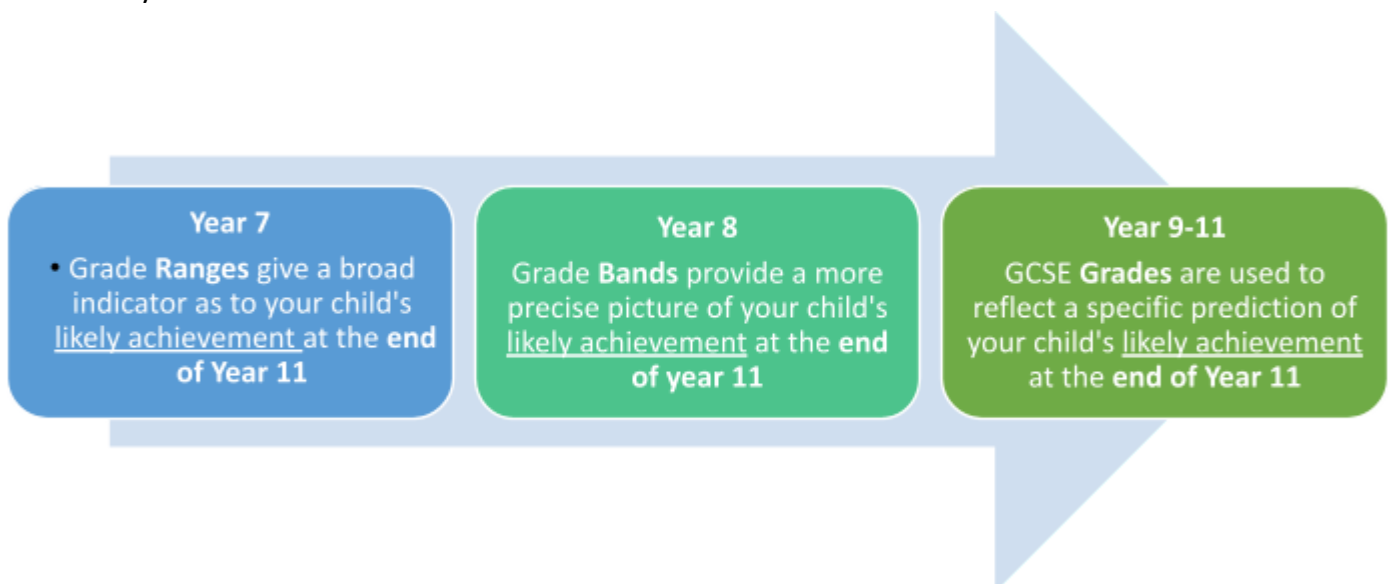 Year 7
• Grade Ranges give a broad
indicator as to your child's
likely achievement at the end
of Year 11
Year 8
Grade Bands provide a more
precise picture of your child's
likely achievement at the end
of year 11
Year 9-11
GCSE Grades are used to
reflect a specific prediction of
your child's likely achievement
at the end of Year 11